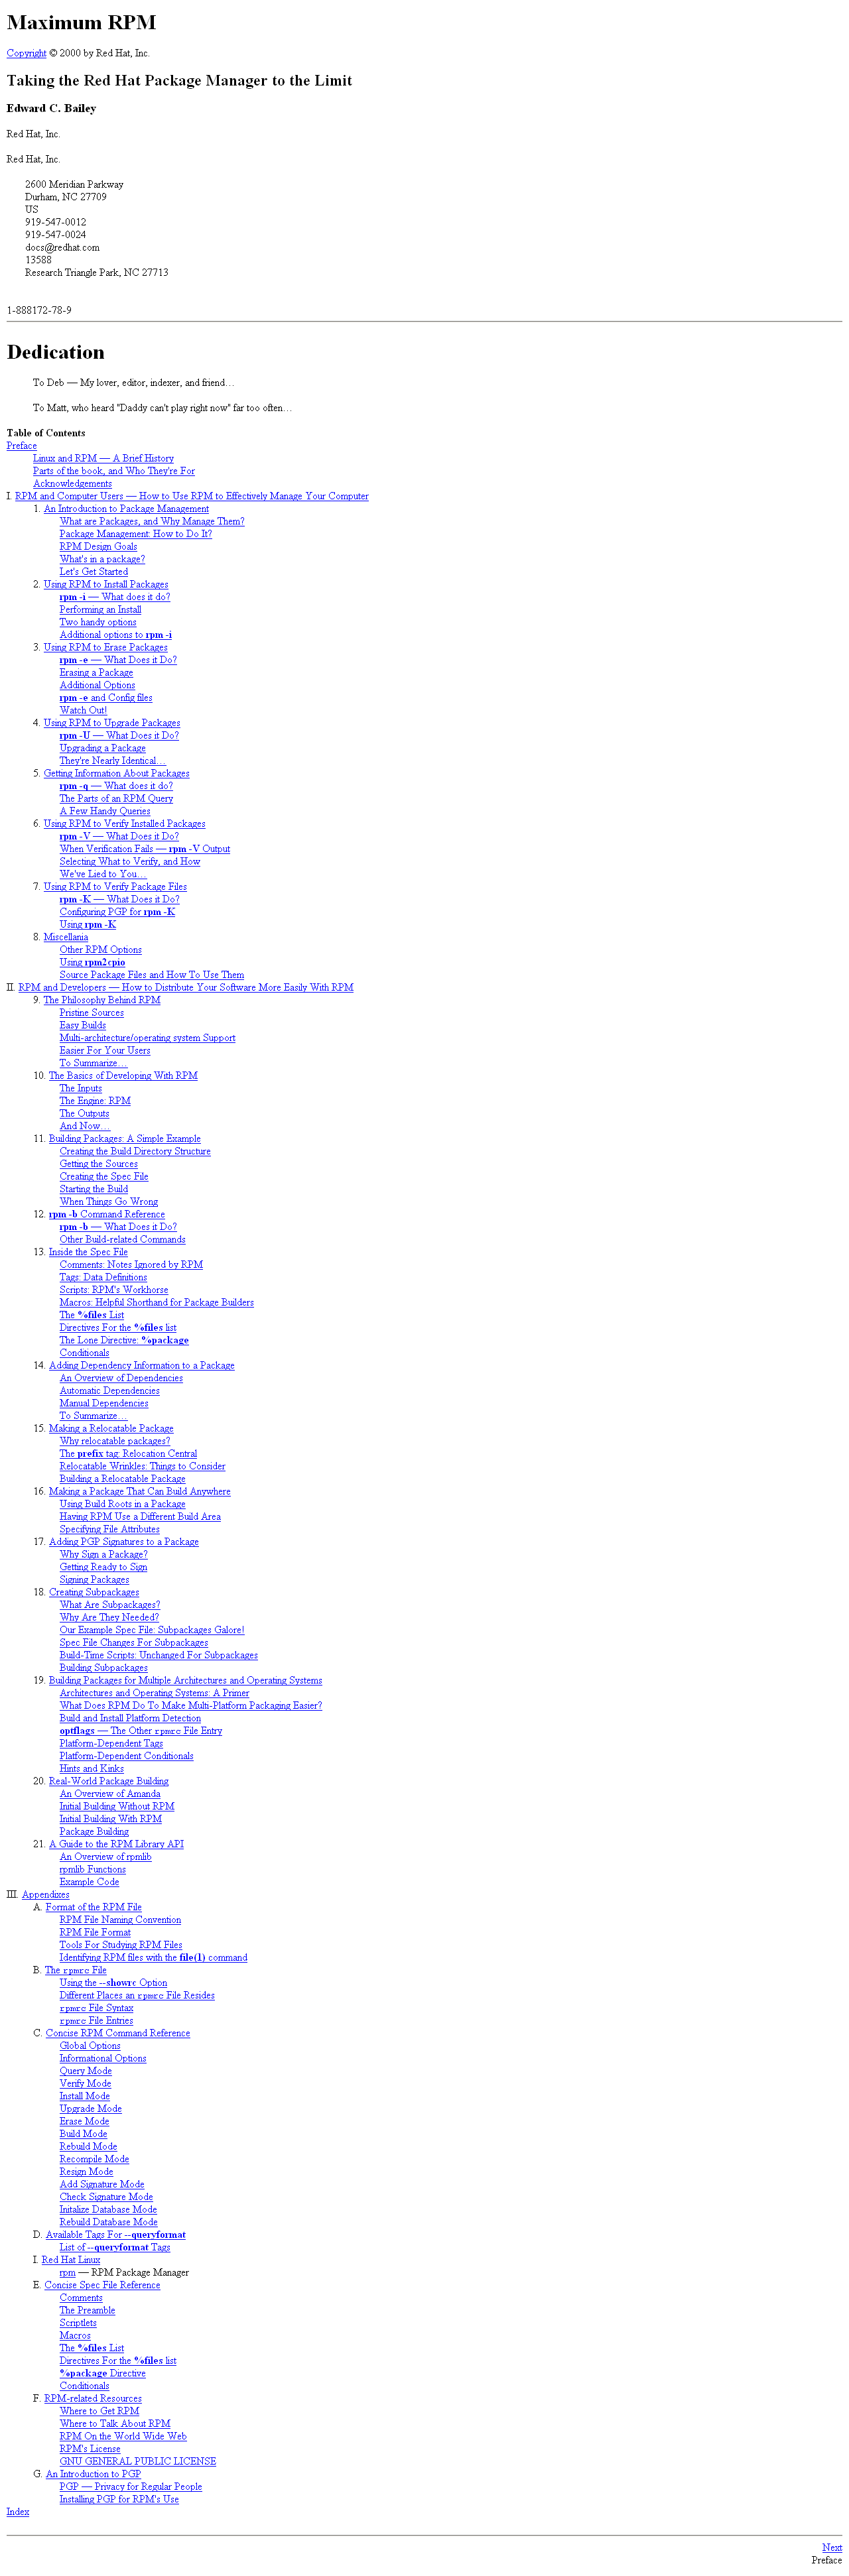 Maximum RPM
Copyright © 2000 by Red Hat, Inc.
Taking the Red Hat Package Manager to the Limit
Edward C. Bailey
Red Hat, Inc.
Red Hat, Inc.
2600 Meridian Parkway
Durham, NC 27709
US
919-547-0012
919-547-0024
docs@redhat.com
13588
Research Triangle Park, NC 27713
1-888172-78-9
Dedication
To Deb — My lover, editor, indexer, and friend…
To Matt, who heard "Daddy can't play right now" far too often…
Table of Contents
Preface
Linux and RPM — A Brief History
Parts of the book, and Who They're For
Acknowledgements
I. RPM and Computer Users — How to Use RPM to Effectively Manage Your Computer
1. An Introduction to Package Management
What are Packages, and Why Manage Them?
Package Management: How to Do It?
RPM Design Goals
What's in a package?
Let's Get Started
2. Using RPM to Install Packages
rpm -i — What does it do?
Performing an Install
Two handy options
Additional options to rpm -i
3. Using RPM to Erase Packages
rpm -e — What Does it Do?
Erasing a Package
Additional Options
rpm -e and Config files
Watch Out!
4. Using RPM to Upgrade Packages
rpm -U — What Does it Do?
Upgrading a Package
They're Nearly Identical…
5. Getting Information About Packages
rpm -q — What does it do?
The Parts of an RPM Query
A Few Handy Queries
6. Using RPM to Verify Installed Packages
rpm -V — What Does it Do?
When Verification Fails — rpm -V Output
Selecting What to Verify, and How
We've Lied to You…
7. Using RPM to Verify Package Files
rpm -K — What Does it Do?
Configuring PGP for rpm -K
Using rpm -K
8. Miscellania
Other RPM Options
Using rpm2cpio
Source Package Files and How To Use Them
II. RPM and Developers — How to Distribute Your Software More Easily With RPM
9. The Philosophy Behind RPM
Pristine Sources
Easy Builds
Multi-architecture/operating system Support
Easier For Your Users
To Summarize…
10. The Basics of Developing With RPM
The Inputs
The Engine: RPM
The Outputs
And Now…
11. Building Packages: A Simple Example
Creating the Build Directory Structure
Getting the Sources
Creating the Spec File
Starting the Build
When Things Go Wrong
12. rpm -b Command Reference
rpm -b — What Does it Do?
Other Build-related Commands
13. Inside the Spec File
Comments: Notes Ignored by RPM
Tags: Data Definitions
Scripts: RPM's Workhorse
Macros: Helpful Shorthand for Package Builders
The %files List
Directives For the %files list
The Lone Directive: %package
Conditionals
14. Adding Dependency Information to a Package
An Overview of Dependencies
Automatic Dependencies
Manual Dependencies
To Summarize…
15. Making a Relocatable Package
Why relocatable packages?
The prefix tag: Relocation Central
Relocatable Wrinkles: Things to Consider
Building a Relocatable Package
16. Making a Package That Can Build Anywhere
Using Build Roots in a Package
Having RPM Use a Different Build Area
Specifying File Attributes
17. Adding PGP Signatures to a Package
Why Sign a Package?
Getting Ready to Sign
Signing Packages
18. Creating Subpackages
What Are Subpackages?
Why Are They Needed?
Our Example Spec File: Subpackages Galore!
Spec File Changes For Subpackages
Build-Time Scripts: Unchanged For Subpackages
Building Subpackages
19. Building Packages for Multiple Architectures and Operating Systems
Architectures and Operating Systems: A Primer
What Does RPM Do To Make Multi-Platform Packaging Easier?
Build and Install Platform Detection
optflags — The Other rpmrc File Entry
Platform-Dependent Tags
Platform-Dependent Conditionals
Hints and Kinks
20. Real-World Package Building
An Overview of Amanda
Initial Building Without RPM
Initial Building With RPM
Package Building
21. A Guide to the RPM Library API
An Overview of rpmlib
rpmlib Functions
Example Code
III. Appendixes
A. Format of the RPM File
RPM File Naming Convention
RPM File Format
Tools For Studying RPM Files
Identifying RPM files with the file(1) command
B. The rpmrc File
Using the --showrc Option
Different Places an rpmrc File Resides
rpmrc File Syntax
rpmrc File Entries
C. Concise RPM Command Reference
Global Options
Informational Options
Query Mode
Verify Mode
Install Mode
Upgrade Mode
Erase Mode
Build Mode
Rebuild Mode
Recompile Mode
Resign Mode
Add Signature Mode
Check Signature Mode
Initalize Database Mode
Rebuild Database Mode
D. Available Tags For --queryformat
List of --queryformat Tags
I. Red Hat Linux
rpm — RPM Package Manager
E. Concise Spec File Reference
Comments
The Preamble
Scriptlets
Macros
The %files List
Directives For the %files list
%package Directive
Conditionals
F. RPM-related Resources
Where to Get RPM
Where to Talk About RPM
RPM On the World Wide Web
RPM's License
GNU GENERAL PUBLIC LICENSE
G. An Introduction to PGP
PGP — Privacy for Regular People
Installing PGP for RPM's Use
Index
Next
Preface